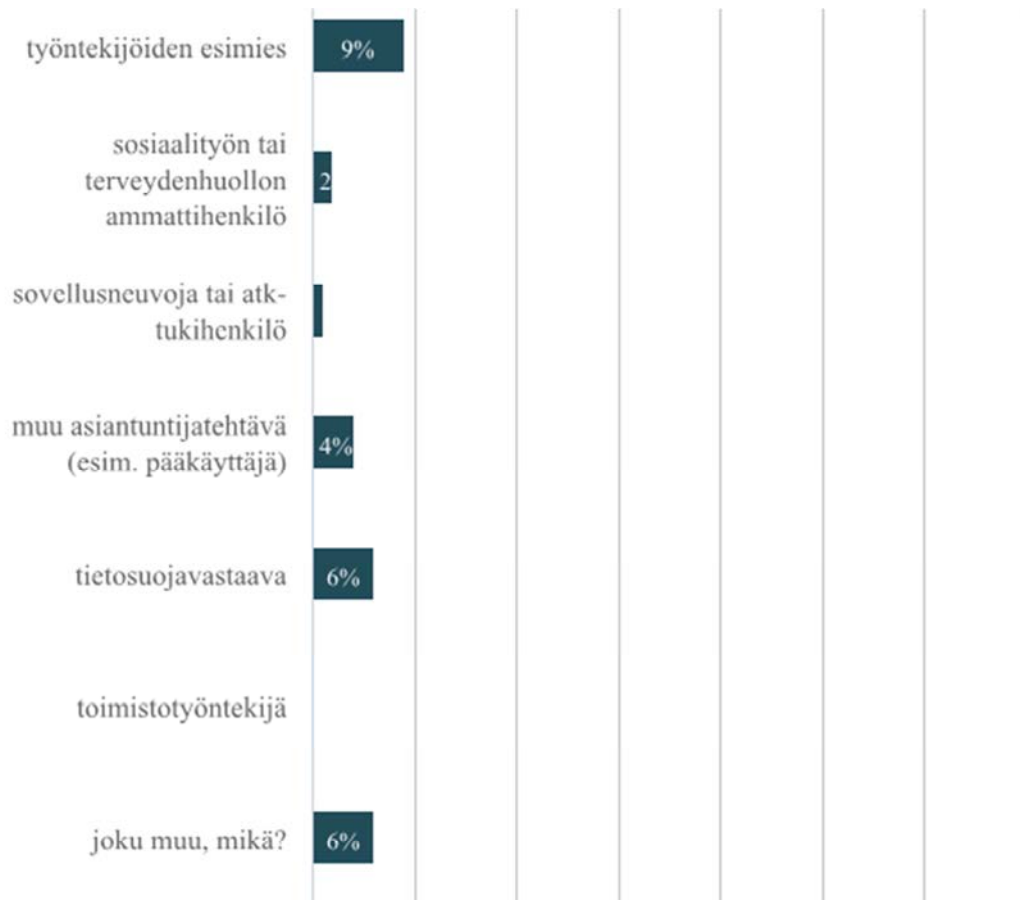 työntekijöiden esimies
9%
sosiaalityön tai
terveydenhuollon
ammattihenkilö
2
sovellusneuvoja tai atk-
tukihenkilö
muu asiantuntijatehtävä
(esim. pääkäyttäjä)
4%
tietosuojavastaava
6%
toimistotyöntekijä
joku muu, mikä?
6%